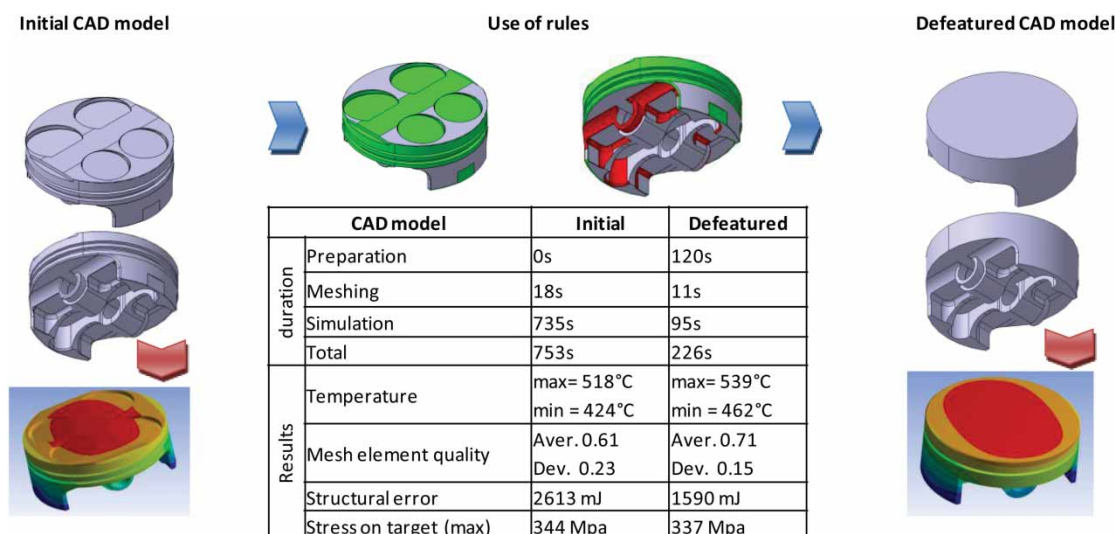 Initial CAD model
Use of rules
Defeatured CAD model
CAD model Initial Defeatured
duration
Preparation 0s 120s
Meshing 18s 11s
Simulation 735s 95s
Total 753s 226s
Results
Temperature
max= 518°C max= 539°C
min = 424°C min = 462°C
Mesh element quality
Aver. 0.61 Aver. 0.71
Dev. 0.23 Dev. 0.15
Structural error 2613 mJ 1590 mJ
Stress on target (max) 344 Mpa 337 Mpa